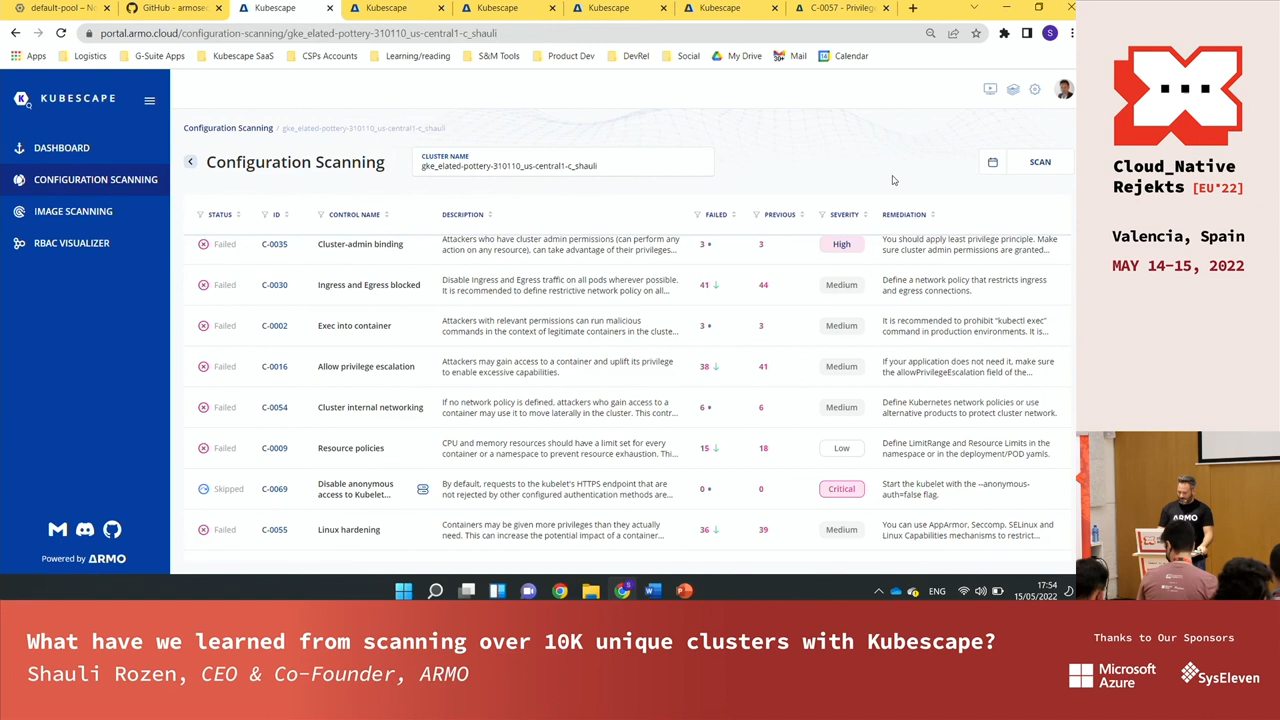 default-pool – No
GitHub - armosec
Kubescape
Kubescape
Kubescape
Kubescape
Kubescape
C-0057 - Privileg
portal.armo.cloud/configuration-scanning/gke_elated-pottery-310110_us-central1-c_shauli
S
Apps
Logistics
G-Suite Apps
Kubescape SaaS
CSPs Accounts
Learning/reading
S&M Tools
Product Dev
DevRel
Social
My Drive
Mail
Calendar
KUBESCAPE
DASHBOARD
CONFIGURATION SCANNING
IMAGE SCANNING
RBAC VISUALIZER
Powered by ARMO
Configuration Scanning / gke_elated-pottery-310110_us-central1-c_shauli
Configuration Scanning
CLUSTER NAME
gke_elated-pottery-310110_us-central1-c_shauli
SCAN
STATUS ID CONTROL NAME DESCRIPTION FAILED PREVIOUS SEVERITY REMEDIATION
Failed C-0035 Cluster-admin binding
Attackers who have cluster admin permissions (can perform any
action on any resource), can take advantage of their privileges...
3 3 High
You should apply least privilege principle. Make
sure cluster admin permissions are granted...
Failed C-0030 Ingress and Egress blocked
Disable Ingress and Egress traffic on all pods wherever possible.
It is recommended to define restrictive network policy on all...
41 44 Medium
Define a network policy that restricts ingress
and egress connections.
Failed C-0002 Exec into container
Attackers with relevant permissions can run malicious
commands in the context of legitimate containers in the cluste...
3 3 Medium
It is recommended to prohibit “kubectl exec”
command in production environments. It is...
Failed C-0016 Allow privilege escalation
Attackers may gain access to a container and uplift its privilege
to enable excessive capabilities.
38 41 Medium
If your application does not need it, make sure
the allowPrivilegeEscalation field of the...
Failed C-0054 Cluster internal networking
If no network policy is defined, attackers who gain access to a
container may use it to move laterally in the cluster. This contr...
6 6 Medium
Define Kubernetes network policies or use
alternative products to protect cluster network.
Failed C-0009 Resource policies
CPU and memory resources should have a limit set for every
container or a namespace to prevent resource exhaustion. Thi...
15 18 Low
Define LimitRange and Resource Limits in the
namespace or in the deployment/POD yamls.
Skipped C-0069 Disable anonymous
access to Kubelet...
By default, requests to the kubelet's HTTPS endpoint that are
not rejected by other configured authentication methods are...
0 0 Critical
Start the kubelet with the --anonymous-
auth=false flag.
Failed C-0055 Linux hardening
Containers may be given more privileges than they actually
need. This can increase the potential impact of a container...
36 39 Medium
You can use AppArmor, Seccomp, SELinux and
Linux Capabilities mechanisms to restrict...
ENG
17:54
15/05/2022
Cloud_Native
Rejekts [EU'22]
Valencia, Spain
MAY 14-15, 2022
ARMO
What have we learned from scanning over 10K unique clusters with Kubescape?
Shauli Rozen, CEO & Co-Founder, ARMO
Thanks to Our Sponsors
Microsoft
Azure
SysEleven